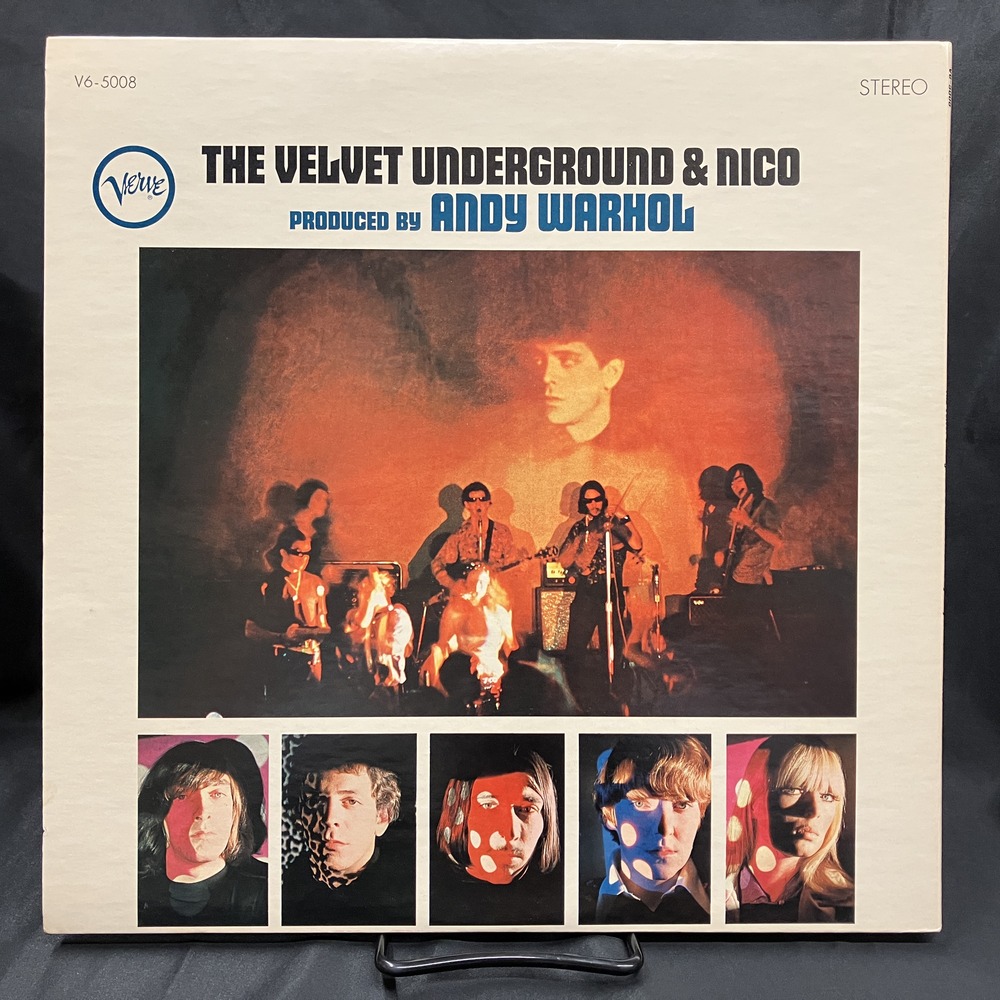 V6-5008
STEREO
Verve
THE VELVET UNDERGROUND & NICO
PRODUCED BY ANDY WARHOL